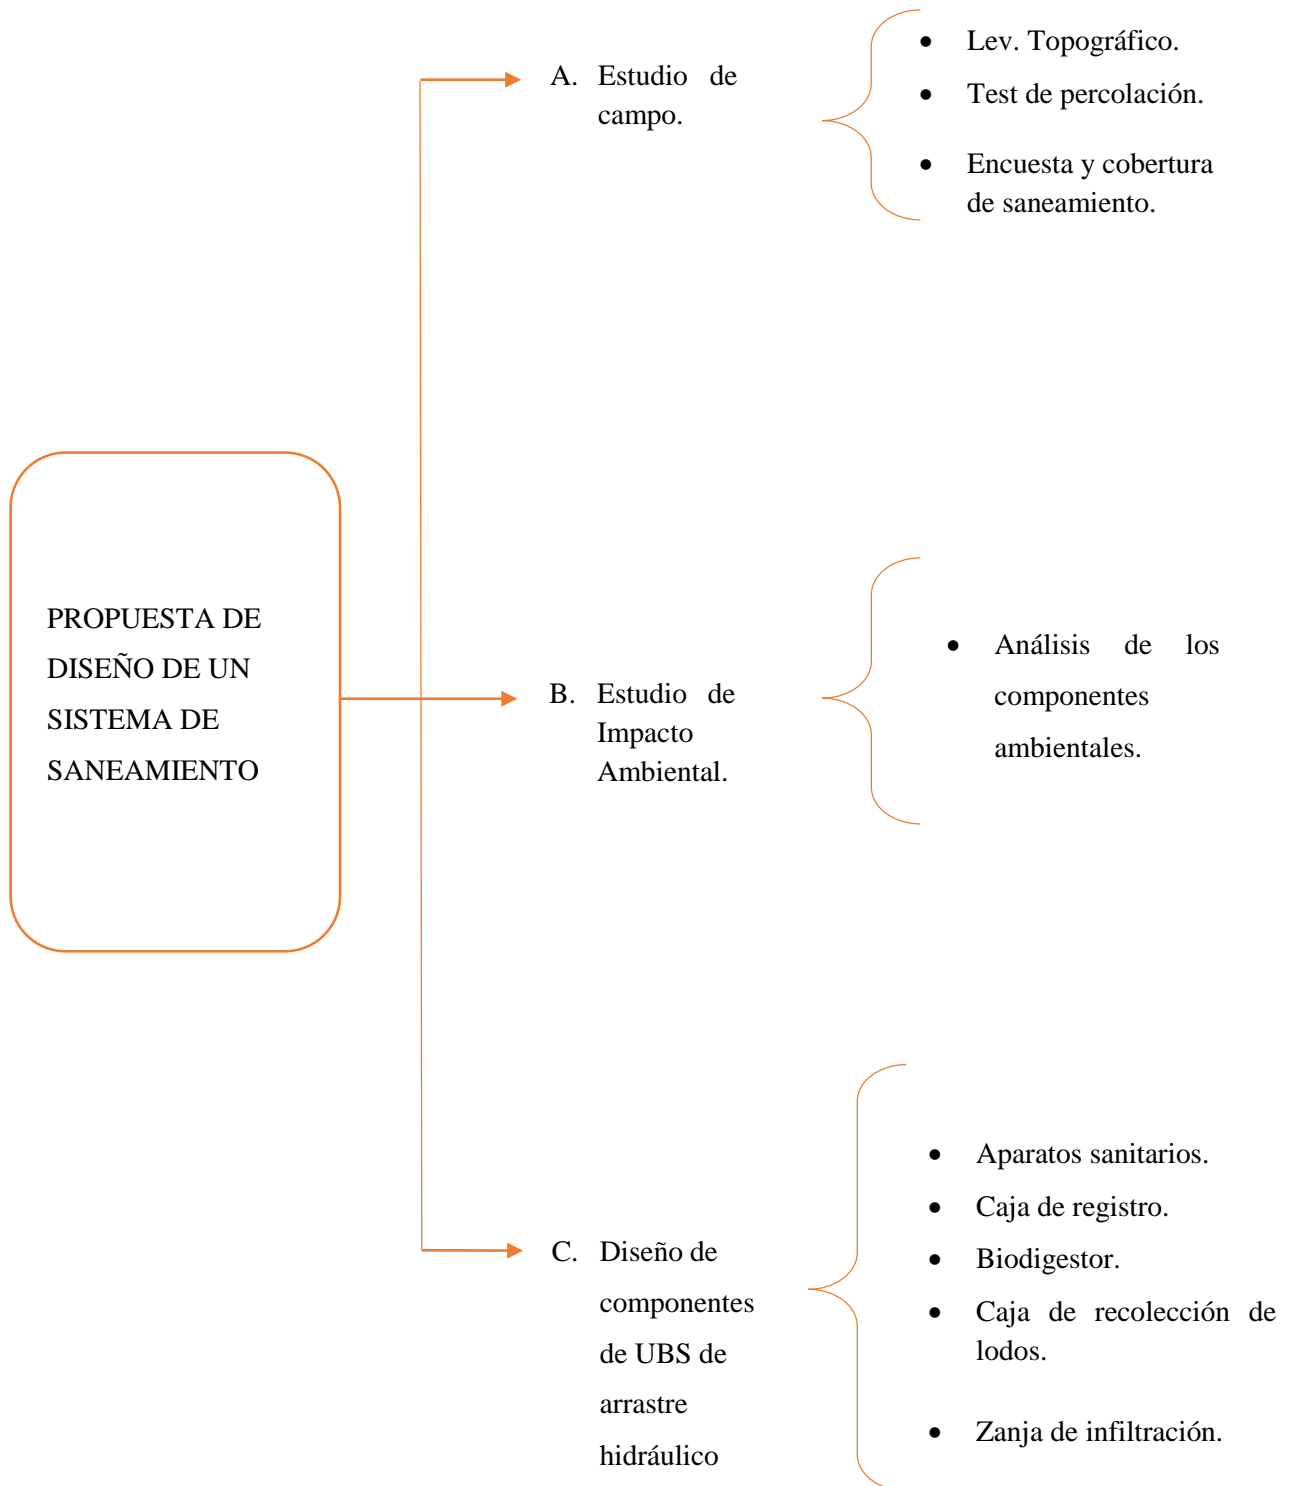 PROPUESTA DE
DISEÑO DE UN
SISTEMA DE
SANEAMIENTO
A. Estudio de
campo.
• Lev. Topográfico.
• Test de percolación.
• Encuesta y cobertura
de saneamiento.
B. Estudio de
Impacto
Ambiental.
• Análisis de los
componentes
ambientales.
C. Diseño de
componentes
de UBS de
arrastre
hidráulico
• Aparatos sanitarios.
• Caja de registro.
• Biodigestor.
• Caja de recolección de
lodos.
• Zanja de infiltración.